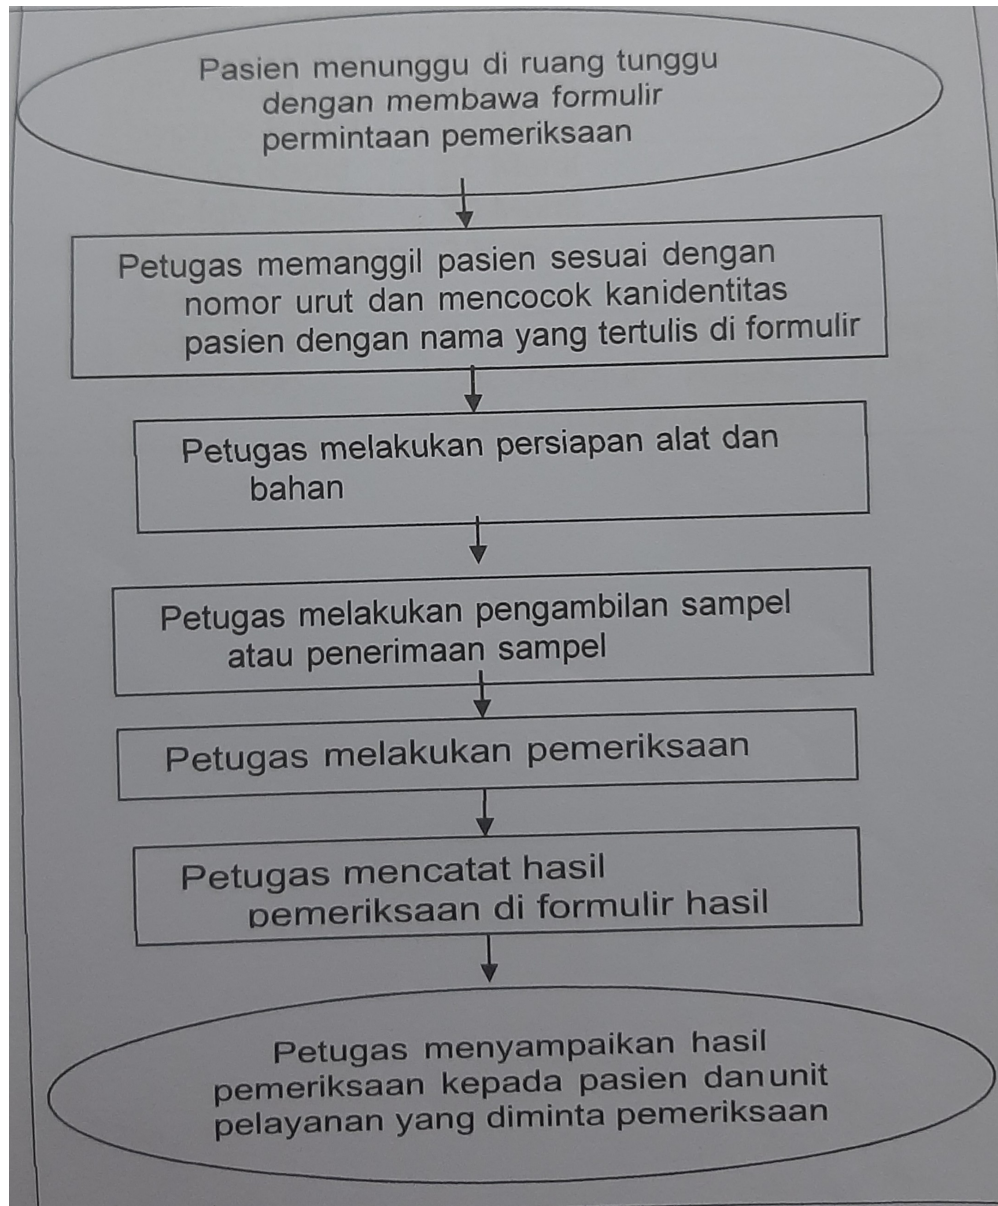 Pasien menunggu di ruang tunggu
dengan membawa formulir
permintaan pemeriksaan
Petugas memanggil pasien sesuai dengan
nomor urut dan mencocok kanidentitas
pasien dengan nama yang tertulis di formulir
Petugas melakukan persiapan alat dan
bahan
Petugas melakukan pengambilan sampel
atau penerimaan sampel
Petugas melakukan pemeriksaan
Petugas mencatat hasil
pemeriksaan di formulir hasil
Petugas menyampaikan hasil
pemeriksaan kepada pasien danunit
pelayanan yang diminta pemeriksaan